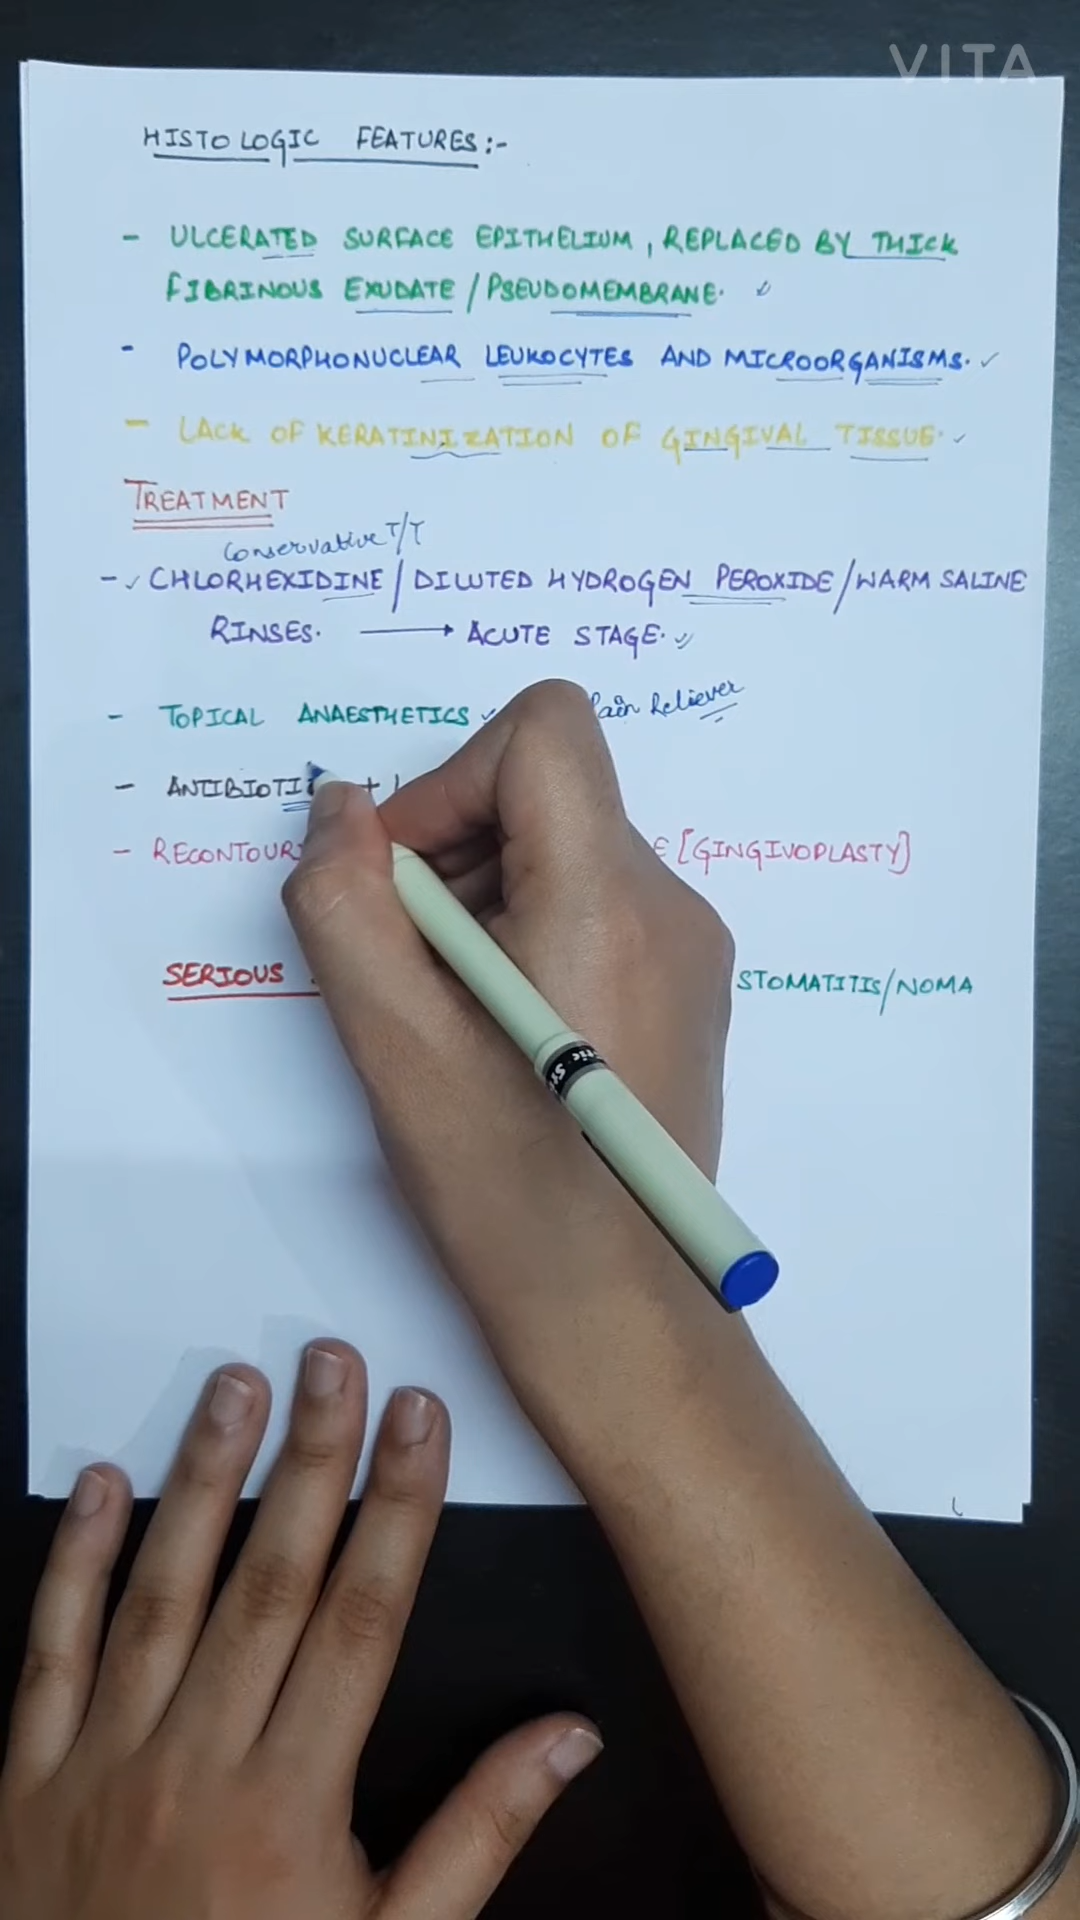 VITA
HISTOLOGIC FEATURES:-
- ULCERATED SURFACE EPITHELIUM, REPLACED BY THICK
FIBRINOUS EXUDATE/PSEUDOMEMBRANE.
- POLYMORPHONUCLEAR LEUKOCYTES AND MICROORGANISMS.
- LACK OF KERATINIZATION OF GINGIVAL TISSUE.
TREATMENT
Conservative T/T
- CHLORHEXIDINE/DILUTED HYDROGEN PEROXIDE/WARM SALINE
RINSES. → ACUTE STAGE.
- TOPICAL ANAESTHETICS Pain Reliever
- +
- [GINGIVOPLASTY]
SERIOUS STOMATITIS/NOMA